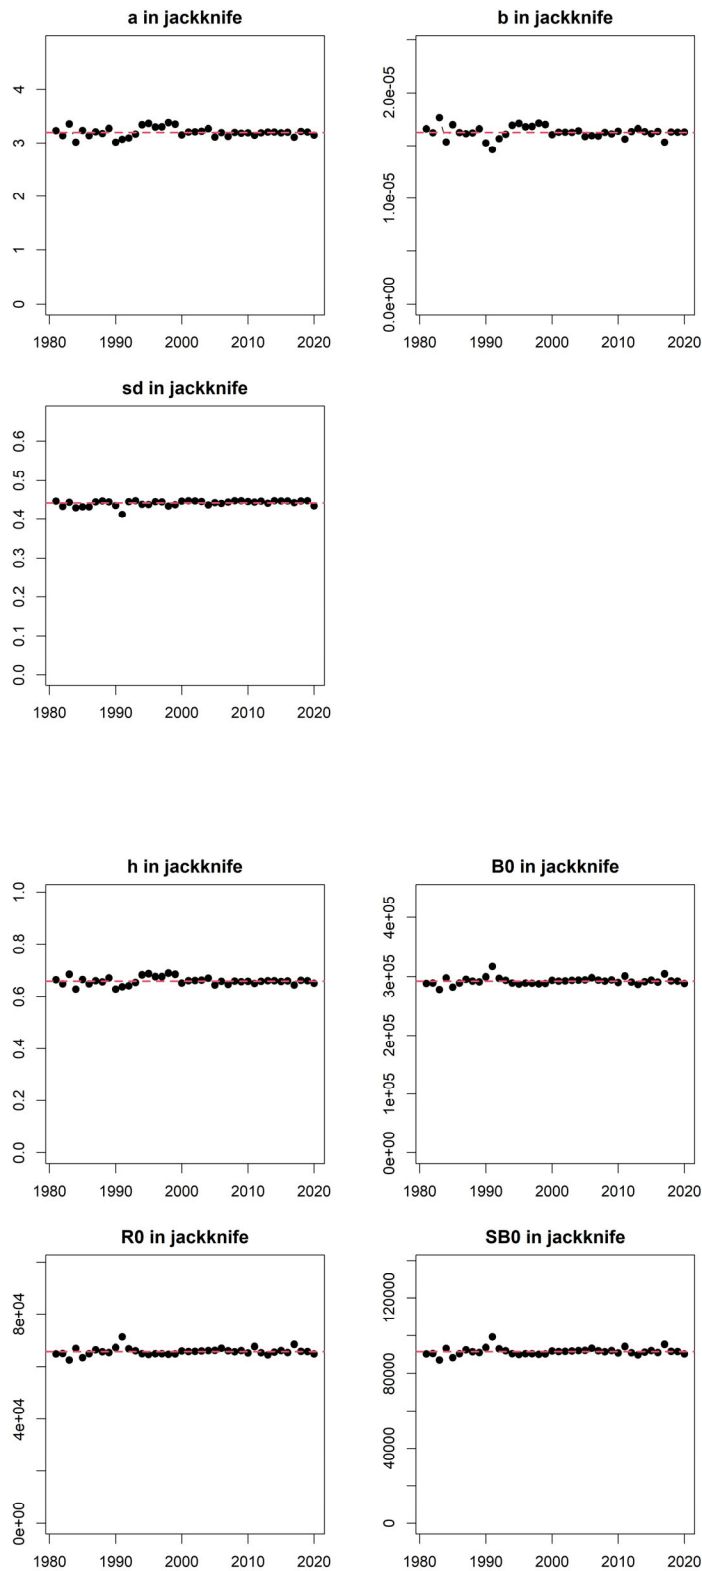 a in jackknife
4
3
2
1
0
1980 1990 2000 2010 2020
b in jackknife
2.0e-05
1.0e-05
0.0e+00
1980 1990 2000 2010 2020
sd in jackknife
0.6
0.5
0.4
0.3
0.2
0.1
0.0
1980 1990 2000 2010 2020
h in jackknife
1.0
0.8
0.6
0.4
0.2
0.0
1980 1990 2000 2010 2020
B0 in jackknife
4e+05
3e+05
2e+05
1e+05
0e+00
1980 1990 2000 2010 2020
R0 in jackknife
8e+04
4e+04
0e+00
1980 1990 2000 2010 2020
SB0 in jackknife
120000
80000
40000
0
1980 1990 2000 2010 2020